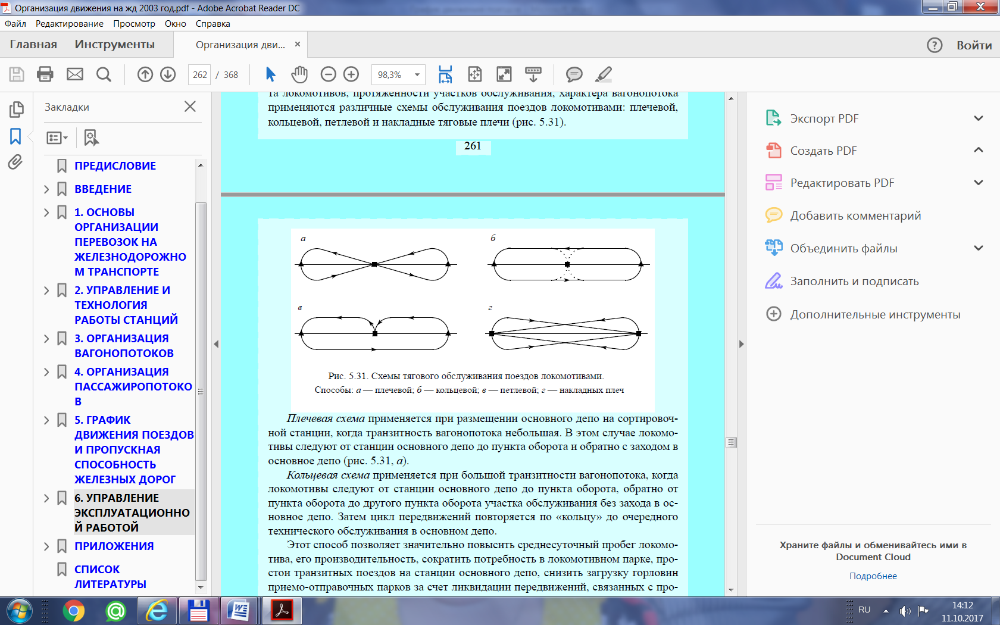 Организация движения на жд 2003 год.pdf - Adobe Acrobat Reader DC
Файл Редактирование Просмотр Окно Справка
Главная Инструменты Организация дви... × Войти
262 / 368 98,3%
Закладки
ПРЕДИСЛОВИЕ
ВВЕДЕНИЕ
1. ОСНОВЫ
ОРГАНИЗАЦИИ
ПЕРЕВОЗОК НА
ЖЕЛЕЗНОДОРОЖНО
М ТРАНСПОРТЕ
2. УПРАВЛЕНИЕ И
ТЕХНОЛОГИЯ
РАБОТЫ СТАНЦИЙ
3. ОРГАНИЗАЦИЯ
ВАГОНОПОТОКОВ
4. ОРГАНИЗАЦИЯ
ПАССАЖИРОПОТОКО
В
5. ГРАФИК
ДВИЖЕНИЯ ПОЕЗДОВ
И ПРОПУСКНАЯ
СПОСОБНОСТЬ
ЖЕЛЕЗНЫХ ДОРОГ
6. УПРАВЛЕНИЕ
ЭКСПЛУАТАЦИОННО
Й РАБОТОЙ
ПРИЛОЖЕНИЯ
СПИСОК
ЛИТЕРАТУРЫ
та локомотивов, протяженности участков обслуживания, характера вагонопотока
применяются различные схемы обслуживания поездов локомотивами: плечевой,
кольцевой, петлевой и накладные тяговые плечи (рис. 5.31).
261
а
б
в
г
Рис. 5.31. Схемы тягового обслуживания поездов локомотивами.
Способы: а — плечевой; б — кольцевой; в — петлевой; г — накладных плеч
Плечевая схема применяется при размещении основного депо на сортировоч-
ной станции, когда транзитность вагонопотока небольшая. В этом случае локомо-
тивы следуют от станции основного депо до пункта оборота и обратно с заходом в
основное депо (рис. 5.31, а).
Кольцевая схема применяется при большой транзитности вагонопотока, когда
локомотивы следуют от станции основного депо до пункта оборота, обратно от
пункта оборота до другого пункта оборота участка обслуживания без захода в ос-
новное депо. Затем цикл передвижений повторяется по «кольцу» до очередного
технического обслуживания в основном депо.
Этот способ позволяет значительно повысить среднесуточный пробег локомо-
тива, его производительность, сократить потребность в локомотивном парке, про-
стои транзитных поездов на станции основного депо, снизить загрузку горловин
приемо-отправочных парков за счет ликвидации передвижений, связанных с про-
Экспорт PDF
Создать PDF
Редактировать PDF
Добавить комментарий
Объединить файлы
Заполнить и подписать
Дополнительные инструменты
Храните файлы и обменивайтесь ими в
Document Cloud
Подробнее
RU
14:12
11.10.2017